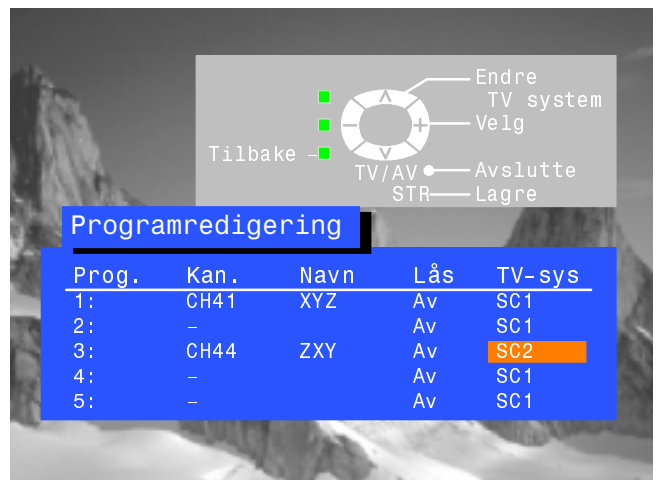 Endre
TV system
Velg
Tilbake
TV/AV Avslutte
STR Lagre
Programredigering
Prog. Kan. Navn Lås TV-sys
1: CH41 XYZ Av SC1
2: – Av SC1
3: CH44 ZXY Av SC2
4: – Av SC1
5: – Av SC1